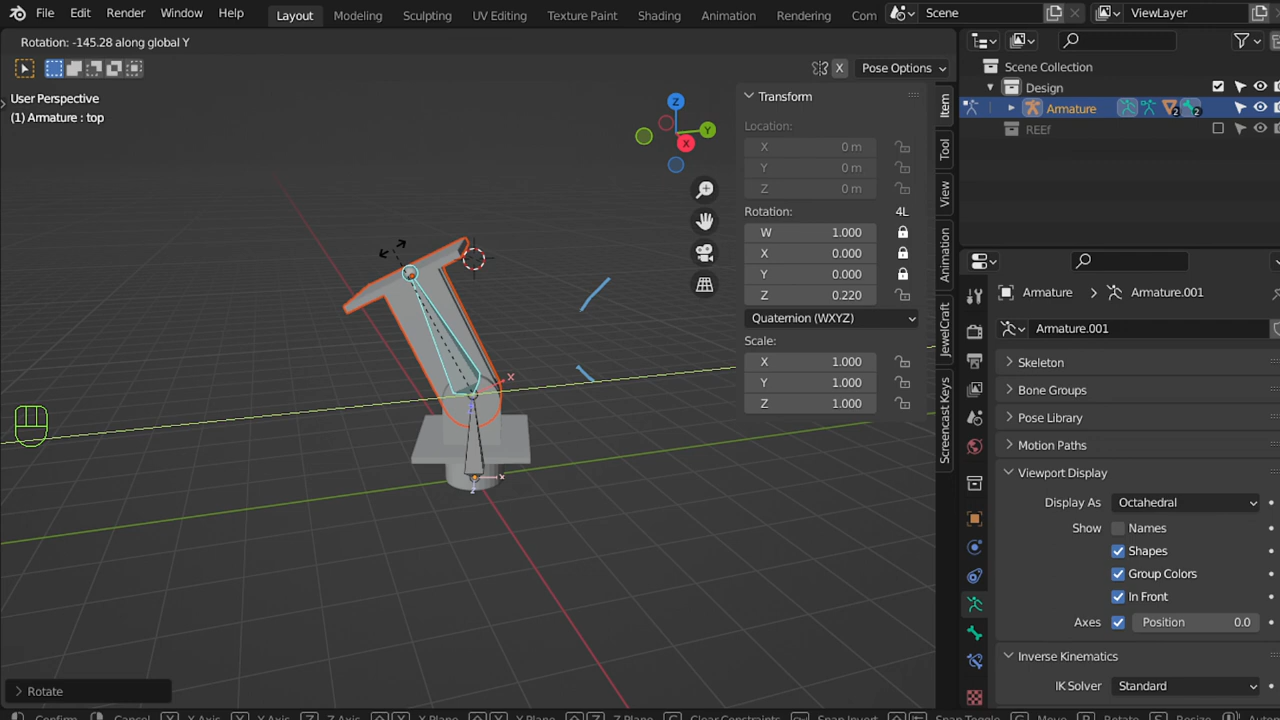 File Edit Render Window Help Layout Modeling Sculpting UV Editing Texture Paint Shading Animation Rendering Com Scene ViewLayer
Rotation: -145.28 along global Y
X Pose Options
User Perspective
(1) Armature : top
Z
Y
X
Transform
Location:
X 0 m
Y 0 m
Z 0 m
Rotation: 4L
W 1.000
X 0.000
Y 0.000
Z 0.220
Quaternion (WXYZ)
Scale:
X 1.000
Y 1.000
Z 1.000
Item
Tool
View
Animation
JewelCraft
Screencast Keys
Scene Collection
Design
Armature 2 2
REEf
Armature Armature.001
Armature.001
Skeleton
Bone Groups
Pose Library
Motion Paths
Viewport Display
Display As Octahedral
Show Names
Shapes
Group Colors
In Front
Axes Position 0.0
Inverse Kinematics
IK Solver Standard
x
x
Rotate